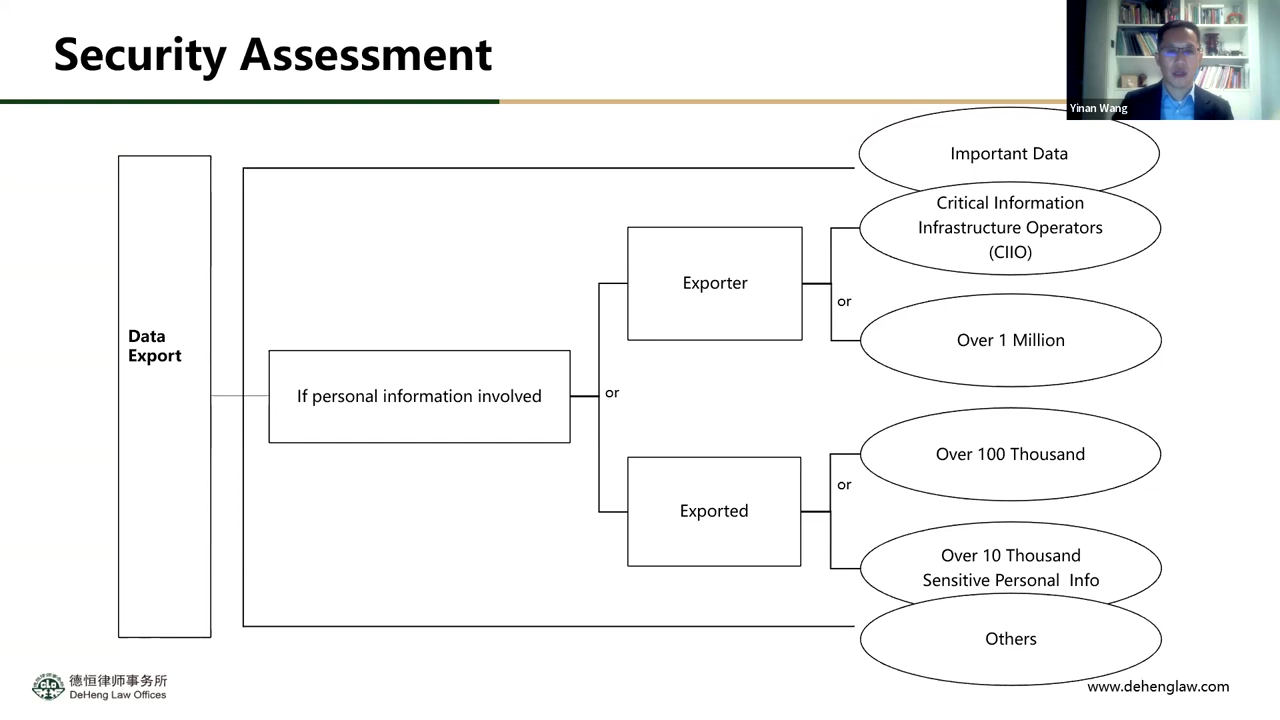 Security Assessment
Yinan Wang
Important Data
Critical Information
Infrastructure Operators
(CIIO)
Exporter
or
Over 1 Million
Data
Export
If personal information involved
or
Over 100 Thousand
or
Exported
Over 10 Thousand
Sensitive Personal Info
Others
德恒律师事务所
DeHeng Law Offices
www.dehenglaw.com